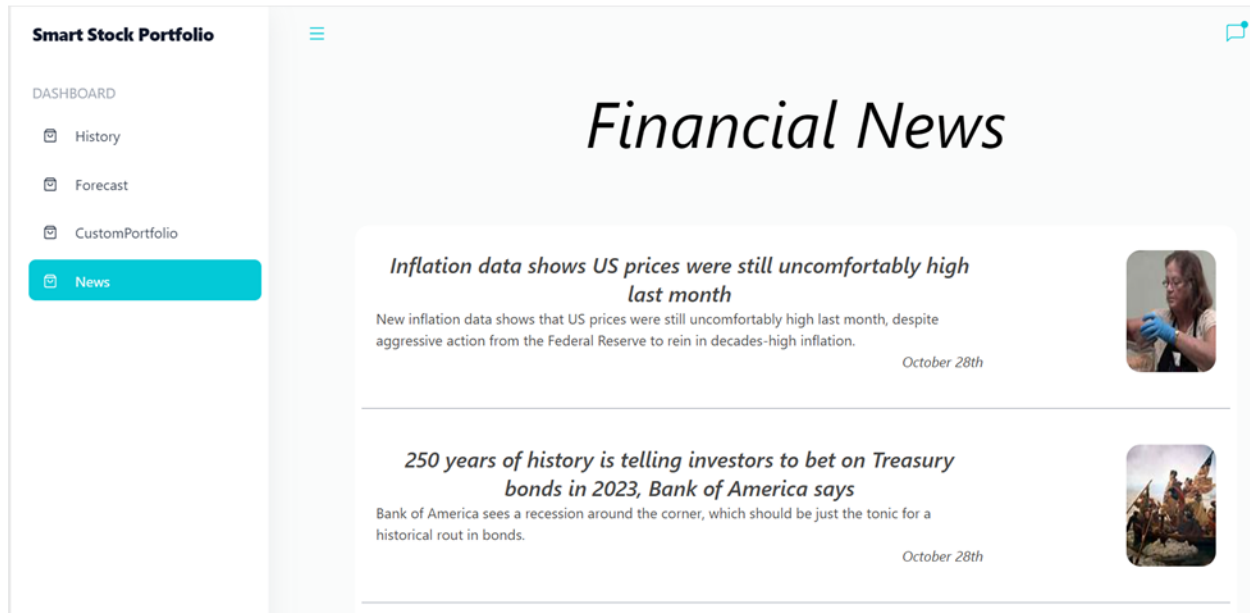 Smart Stock Portfolio
DASHBOARD
History
Forecast
CustomPortfolio
News
Financial News
Inflation data shows US prices were still uncomfortably high
last month
New inflation data shows that US prices were still uncomfortably high last month, despite
aggressive action from the Federal Reserve to rein in decades-high inflation.
October 28th
250 years of history is telling investors to bet on Treasury
bonds in 2023, Bank of America says
Bank of America sees a recession around the corner, which should be just the tonic for a
historical rout in bonds.
October 28th